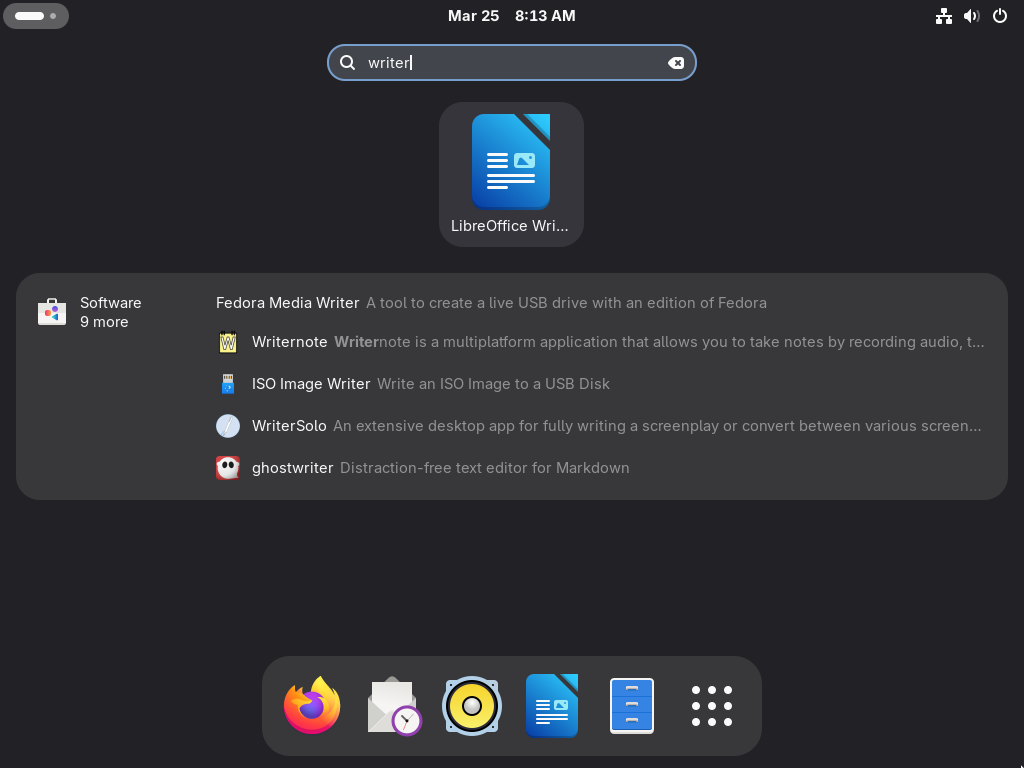 Mar 25 8:13 AM
writer
LibreOffice Wri...
Software
9 more
Fedora Media Writer A tool to create a live USB drive with an edition of Fedora
Writernote Writernote is a multiplatform application that allows you to take notes by recording audio, t...
ISO Image Writer Write an ISO Image to a USB Disk
WriterSolo An extensive desktop app for fully writing a screenplay or convert between various screen...
ghostwriter Distraction-free text editor for Markdown